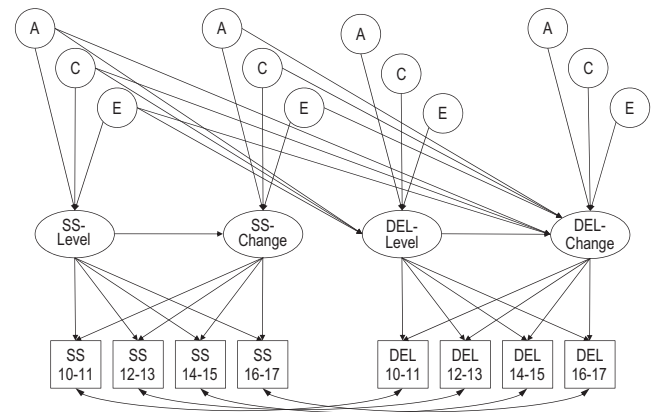 A
A
A
A
C
C
C
C
E
E
E
E
SS-
Level
SS-
Change
DEL-
Level
DEL-
Change
SS
10-11
SS
12-13
SS
14-15
SS
16-17
DEL
10-11
DEL
12-13
DEL
14-15
DEL
16-17